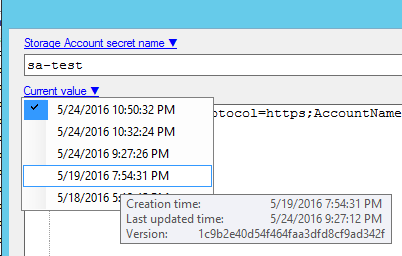 Storage Account secret name ▼
sa-test
Current value ▼
otocol=https;AccountName
✓ 5/24/2016 10:50:32 PM
5/24/2016 10:32:24 PM
5/24/2016 9:27:26 PM
5/19/2016 7:54:31 PM
5/18/2016
Creation time: 5/19/2016 7:54:31 PM
Last updated time: 5/24/2016 9:27:12 PM
Version: 1c9b2e40d54f464faa3dfd8cf9ad342f